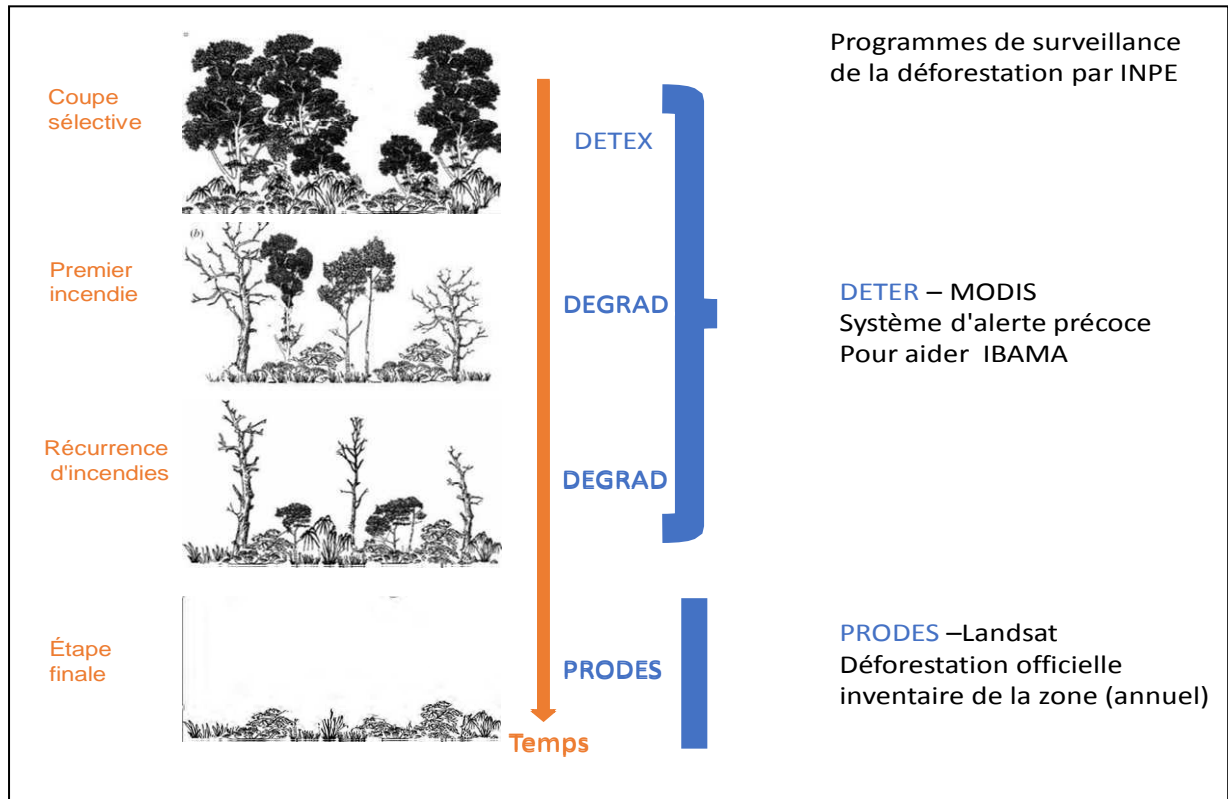 Programmes de surveillance
de la déforestation par INPE
Coupe
sélective
DETEX
(b)
Premier
incendie
DEGRAD
DETER – MODIS
Système d'alerte précoce
Pour aider IBAMA
Récurrence
d'incendies
DEGRAD
Étape
finale
PRODES
PRODES –Landsat
Déforestation officielle
inventaire de la zone (annuel)
Temps